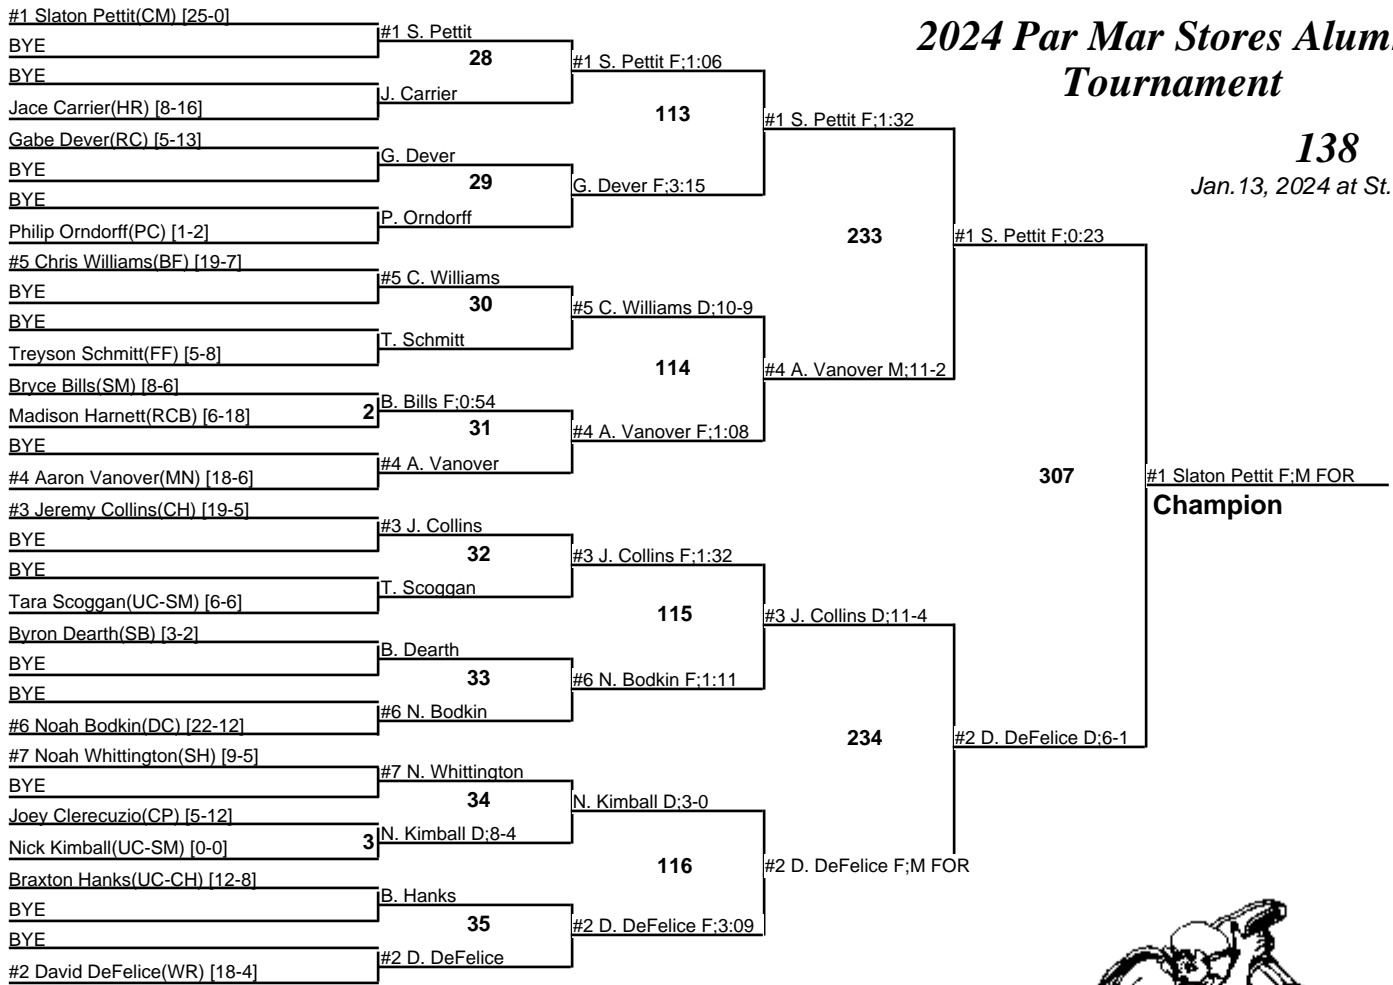 2024 Par Mar Stores
Tournament
138
Jan.13, 2024 at St.
#1 Slaton Pettit(CM) [25-0]
BYE
BYE
Jace Carrier(HR) [8-16]
Gabe Dever(RC) [5-13]
BYE
BYE
Philip Orndorff(PC) [1-2]
#5 Chris Williams(BF) [19-7]
BYE
BYE
Treyson Schmitt(FF) [5-8]
Bryce Bills(SM) [8-6]
Madison Harnett(RCB) [6-18]
BYE
#4 Aaron Vanover(MN) [18-6]
#3 Jeremy Collins(CH) [19-5]
BYE
BYE
Tara Scoggan(UC-SM) [6-6]
Byron Dearth(SB) [3-2]
BYE
BYE
#6 Noah Bodkin(DC) [22-12]
#7 Noah Whittington(SH) [9-5]
BYE
Joey Clerecuzio(CP) [5-12]
Nick Kimball(UC-SM) [0-0]
Braxton Hanks(UC-CH) [12-8]
BYE
BYE
#2 David DeFelice(WR) [18-4]
#1 S. Pettit
28
J. Carrier
G. Dever
29
P. Orndorff
#5 C. Williams
30
T. Schmitt
2
B. Bills F;0:54
31
#4 A. Vanover
#3 J. Collins
32
T. Scoggan
B. Dearth
33
#6 N. Bodkin
#7 N. Whittington
34
3
N. Kimball D;8-4
B. Hanks
35
#2 D. DeFelice
#1 S. Pettit F;1:06
113
G. Dever F;3:15
#5 C. Williams D;10-9
114
#4 A. Vanover F;1:08
#3 J. Collins F;1:32
115
#6 N. Bodkin F;1:11
N. Kimball D;3-0
116
#2 D. DeFelice F;3:09
#1 S. Pettit F;1:32
233
#4 A. Vanover M;11-2
#3 J. Collins D;11-4
234
#2 D. DeFelice F;M FOR
#1 S. Pettit F;0:23
307
#2 D. DeFelice D;6-1
#1 Slaton Pettit F;M FOR
Champion